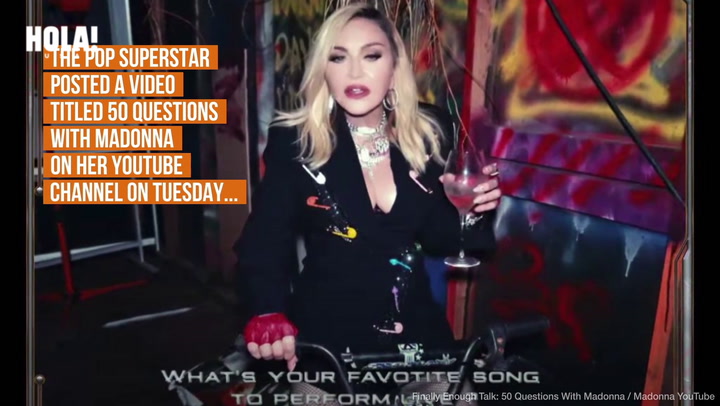 HOLA!
THE POP SUPERSTAR
POSTED A VIDEO
TITLED 50 QUESTIONS
WITH MADONNA
ON HER YOUTUBE
CHANNEL ON TUESDAY...
WHAT'S YOUR FAVOTITE SONG
TO PERFORM LIVE
Finally Enough Talk: 50 Questions With Madonna / Madonna YouTube